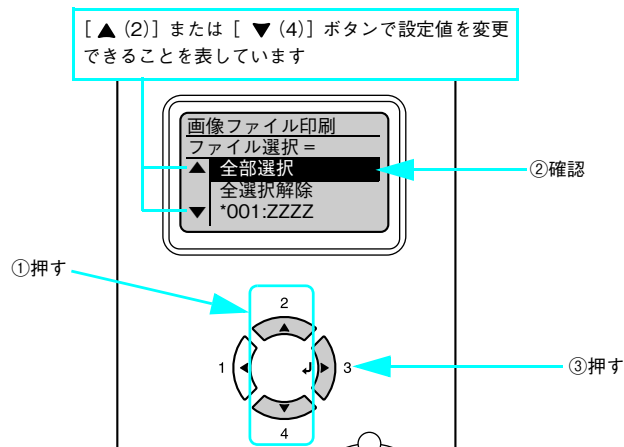 [ ▲ (2)] または [ ▼ (4)] ボタンで設定値を変更
できることを表しています
画像ファイル印刷
ファイル選択 =
▲ 全部選択
全選択解除
▼ *001:ZZZZ
②確認
①押す
2
1
3
③押す
4